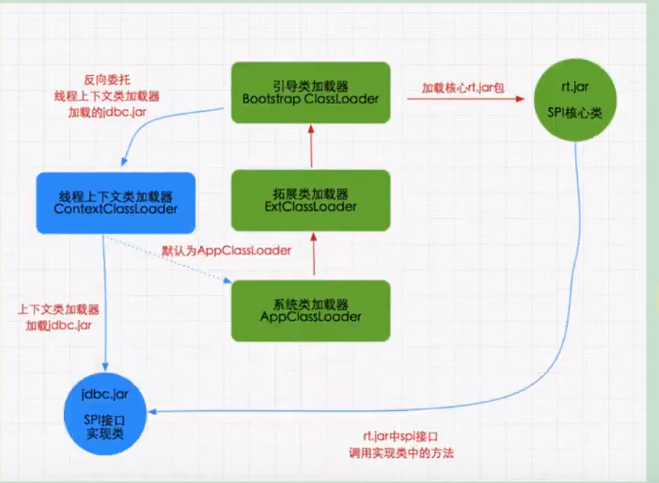 反向委托
线程上下文类加载器
加载的jdbc.jar
引导类加载器
Bootstrap ClassLoader
加载核心rt.jar包
rt.jar
SPI核心类
线程上下文类加载器
ContextClassLoader
拓展类加载器
ExtClassLoader
默认为AppClassLoader
系统类加载器
AppClassLoader
上下文类加载器
加载jdbc.jar
jdbc.jar
SPI接口
实现类
rt.jar中spi接口
调用实现类中的方法